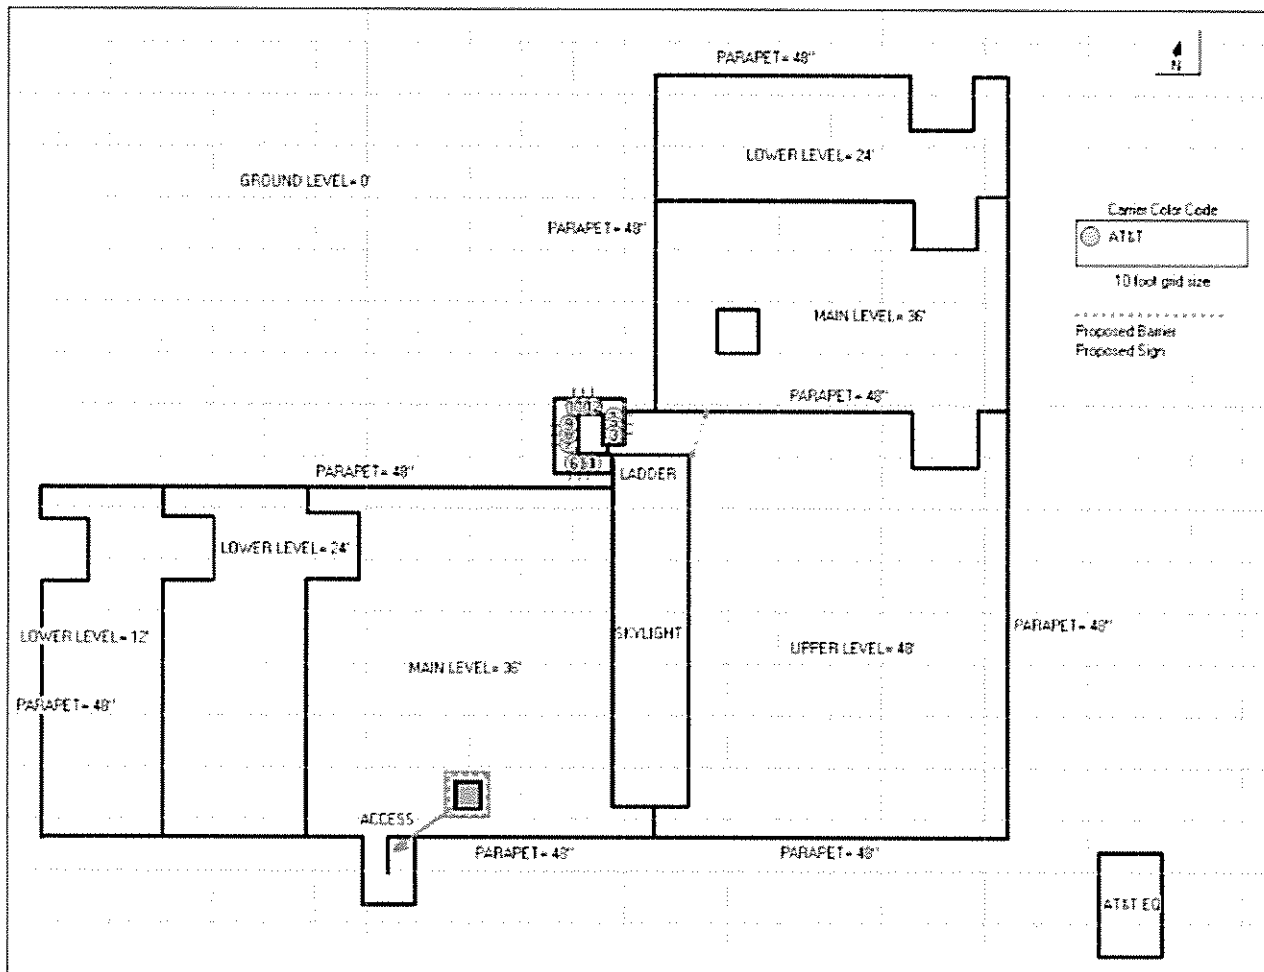 PARAPET= 48"
N
LOWER LEVEL= 24'
GROUND LEVEL= 0'
PARAPET= 48"
Carrier Color Code
AT&T
10 foot grid size
MAIN LEVEL= 36'
Proposed Barrier
Proposed Sign
PARAPET= 48"
PARAPET= 48"
LADDER
LOWER LEVEL= 24'
LOWER LEVEL= 12'
SKYLIGHT
PARAPET= 48"
UPPER LEVEL= 48'
MAIN LEVEL= 36'
PARAPET= 48"
ACCESS
PARAPET= 48"
PARAPET= 48"
AT&T EQ